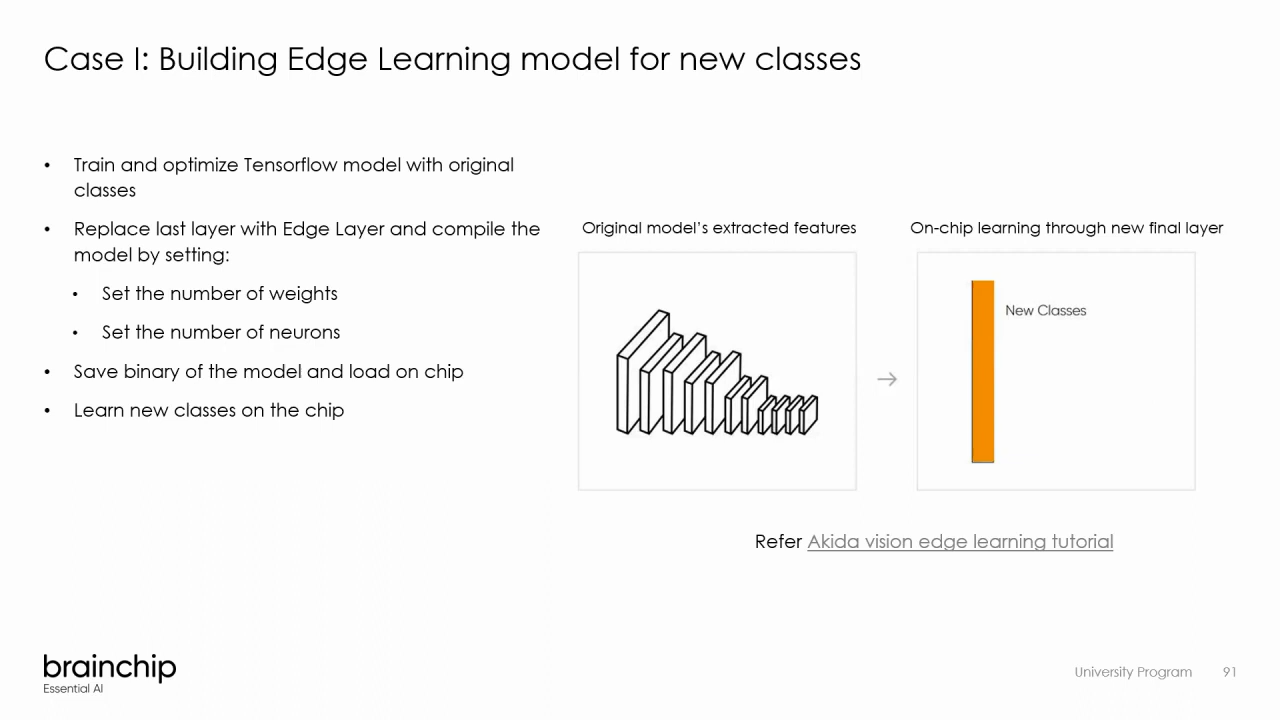 Case I: Building Edge Learning model for new classes
• Train and optimize Tensorflow model with original
classes
• Replace last layer with Edge Layer and compile the
model by setting:
• Set the number of weights
• Set the number of neurons
• Save binary of the model and load on chip
• Learn new classes on the chip
Original model's extracted features
On-chip learning through new final layer
New Classes
→
Refer Akida vision edge learning tutorial
brainchip
Essential AI
University Program 91